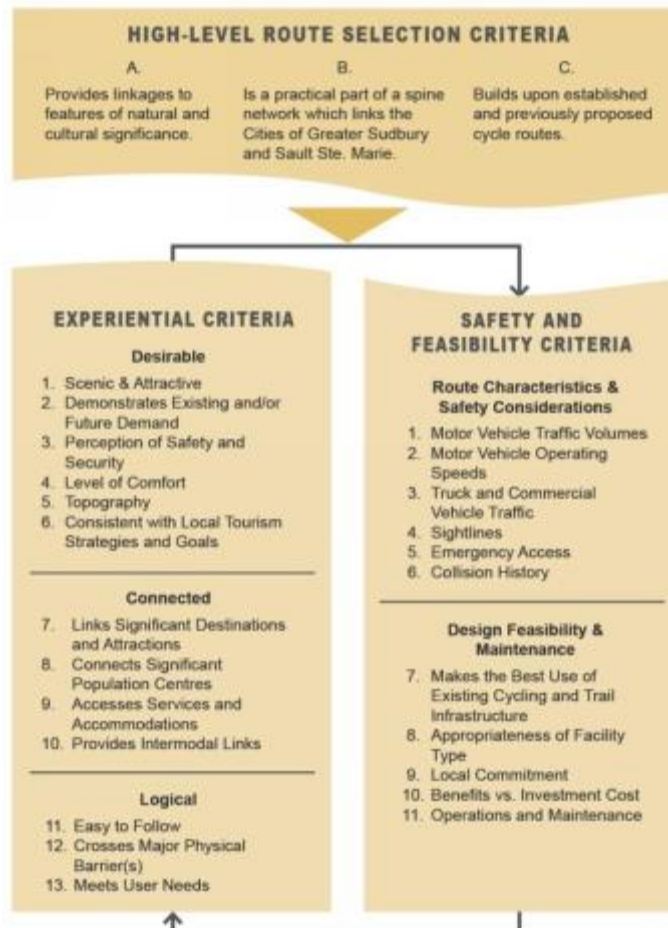 HIGH-LEVEL ROUTE SELECTION CRITERIA
A.
Provides linkages to
features of natural and
cultural significance.
B.
Is a practical part of a spine
network which links the
Cities of Greater Sudbury
and Sault Ste. Marie.
C.
Builds upon established
and previously proposed
cycle routes.
EXPERIENTIAL CRITERIA
Desirable
1. Scenic & Attractive
2. Demonstrates Existing and/or
Future Demand
3. Perception of Safety and
Security
4. Level of Comfort
5. Topography
6. Consistent with Local Tourism
Strategies and Goals
Connected
7. Links Significant Destinations
and Attractions
8. Connects Significant
Population Centres
9. Accesses Services and
Accommodations
10. Provides Intermodal Links
Logical
11. Easy to Follow
12. Crosses Major Physical
Barrier(s)
13. Meets User Needs
SAFETY AND
FEASIBILITY CRITERIA
Route Characteristics &
Safety Considerations
1. Motor Vehicle Traffic Volumes
2. Motor Vehicle Operating
Speeds
3. Truck and Commercial
Vehicle Traffic
4. Sightlines
5. Emergency Access
6. Collision History
Design Feasibility &
Maintenance
7. Makes the Best Use of
Existing Cycling and Trail
Infrastructure
8. Appropriateness of Facility
Type
9. Local Commitment
10. Benefits vs. Investment Cost
11. Operations and Maintenance